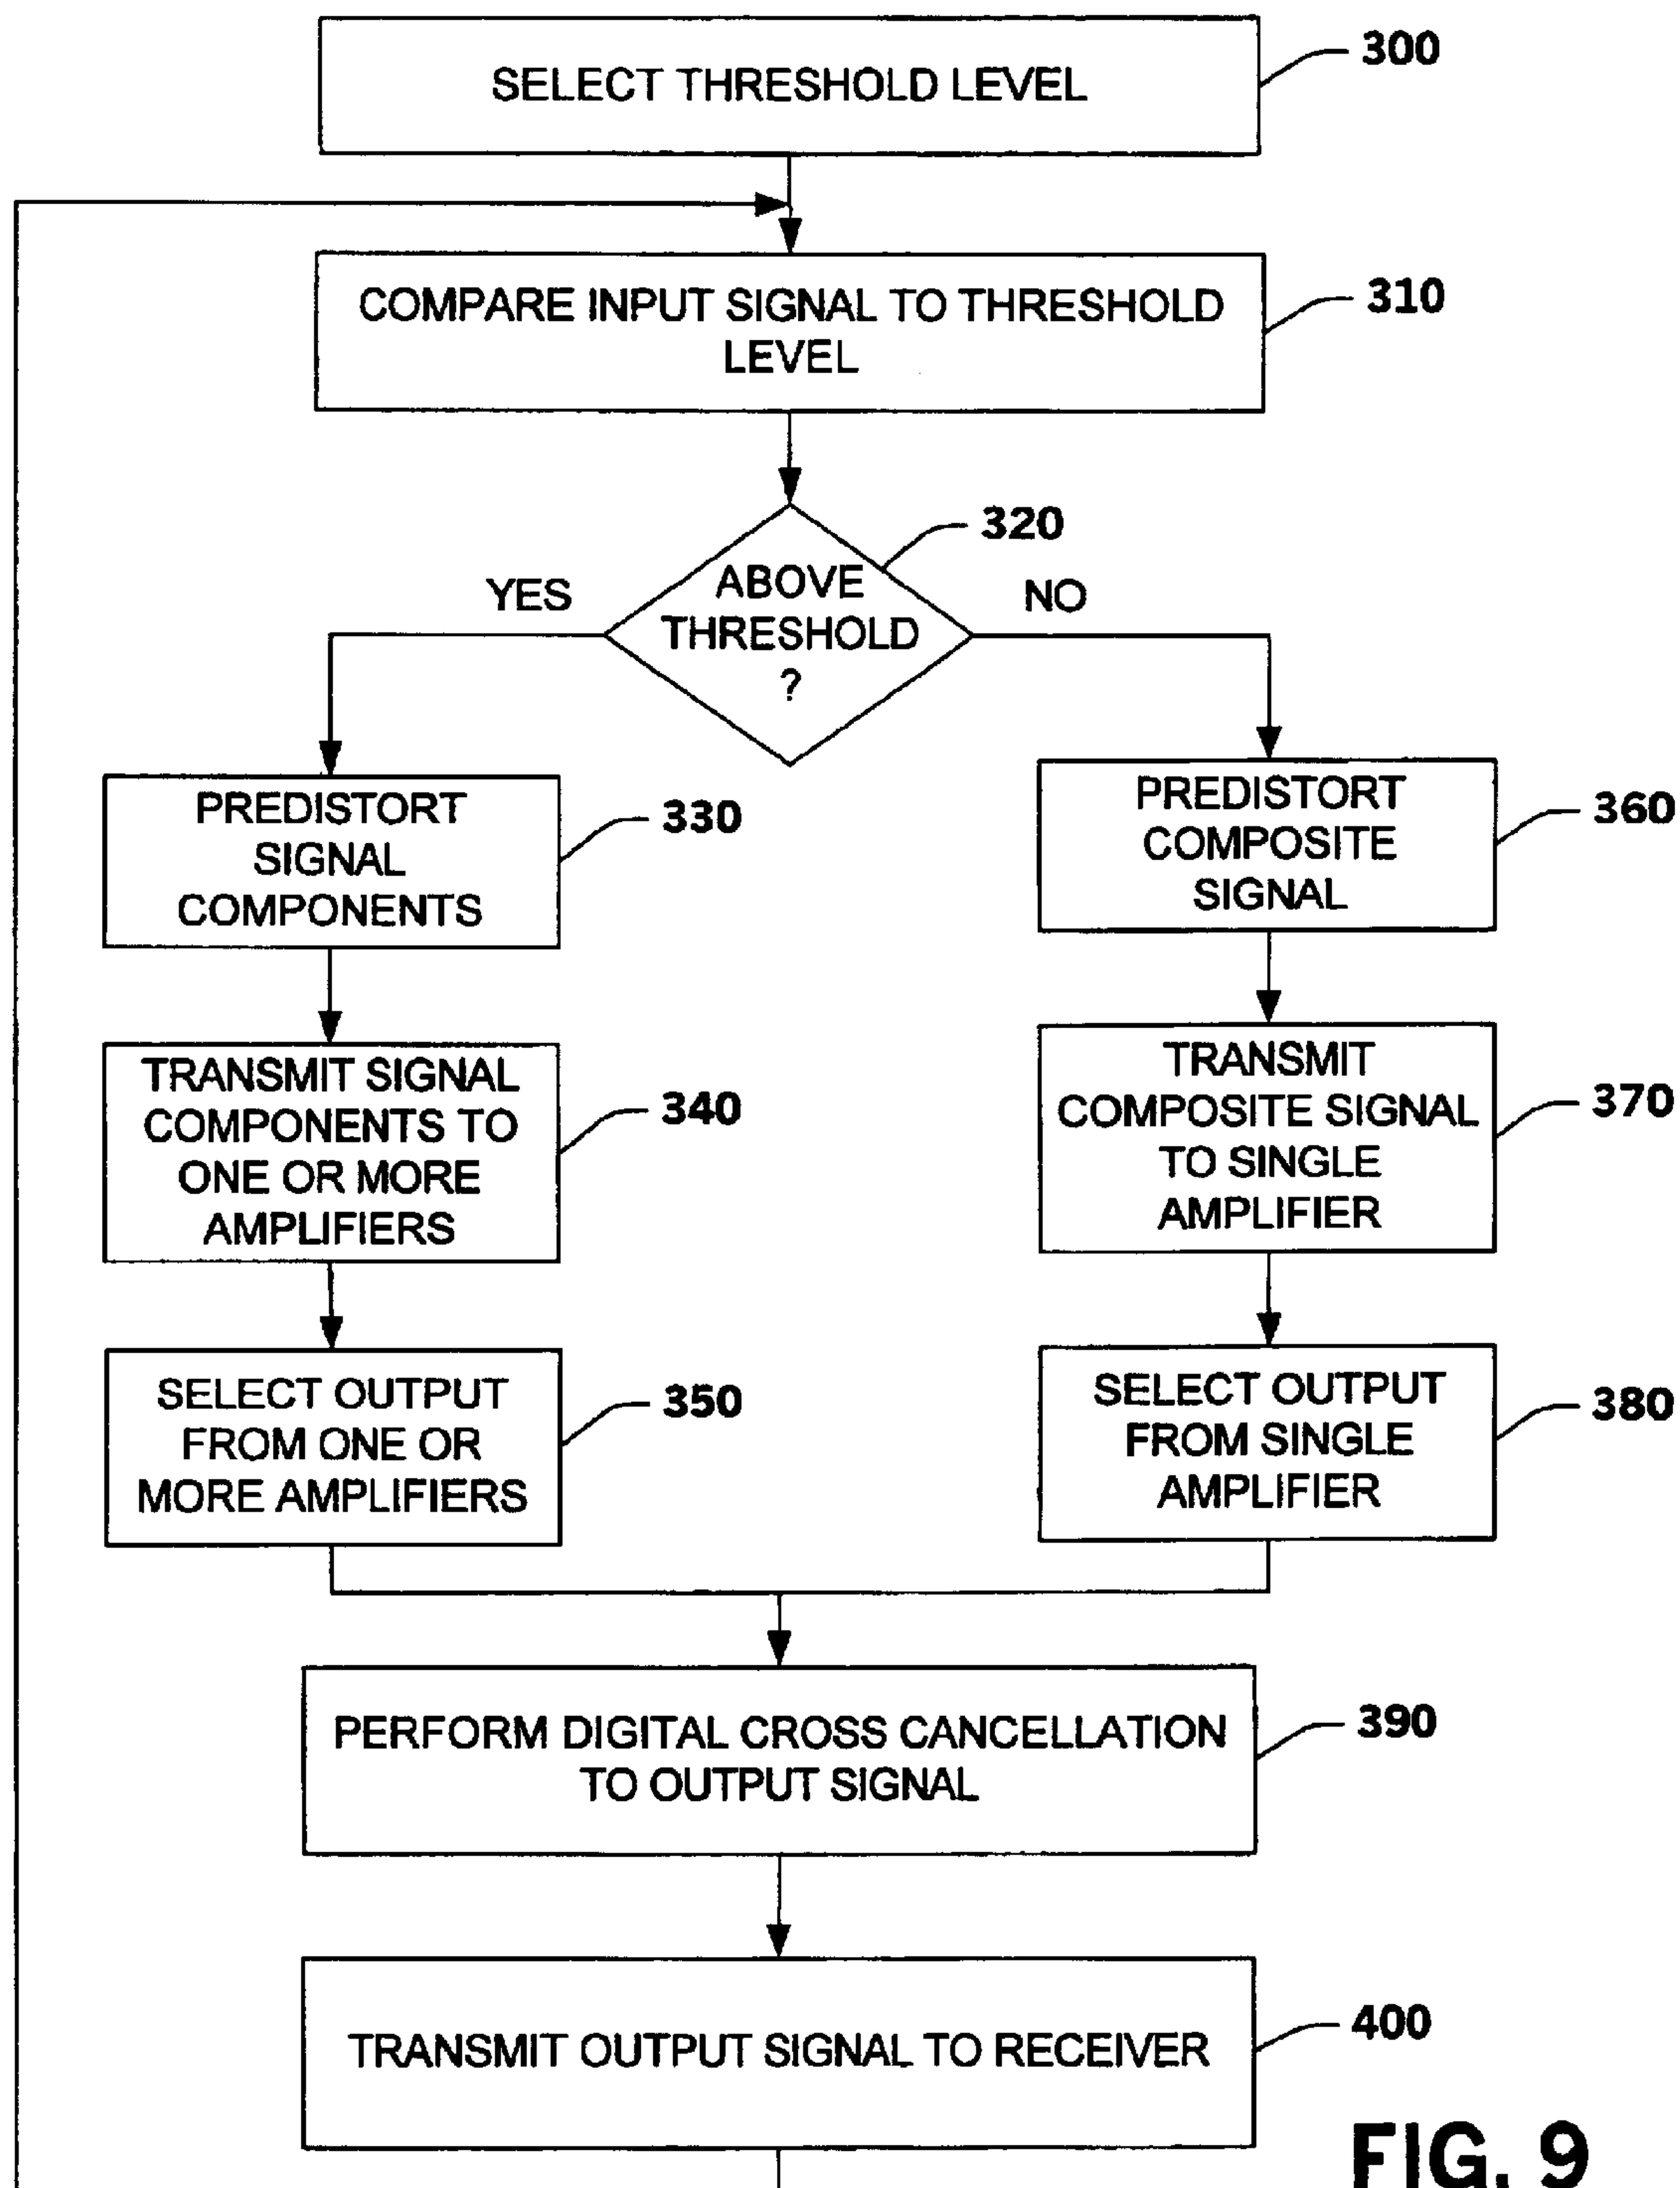 SELECT THRESHOLD LEVEL
300
COMPARE INPUT SIGNAL TO THRESHOLD
LEVEL
310
320
ABOVE
THRESHOLD
?
YES
NO
PREDISTORT
SIGNAL
COMPONENTS
330
PREDISTORT
COMPOSITE
SIGNAL
360
TRANSMIT SIGNAL
COMPONENTS TO
ONE OR MORE
AMPLIFIERS
340
TRANSMIT
COMPOSITE SIGNAL
TO SINGLE
AMPLIFIER
370
SELECT OUTPUT
FROM ONE OR
MORE AMPLIFIERS
350
SELECT OUTPUT
FROM SINGLE
AMPLIFIER
380
PERFORM DIGITAL CROSS CANCELLATION
TO OUTPUT SIGNAL
390
TRANSMIT OUTPUT SIGNAL TO RECEIVER
400
FIG. 9